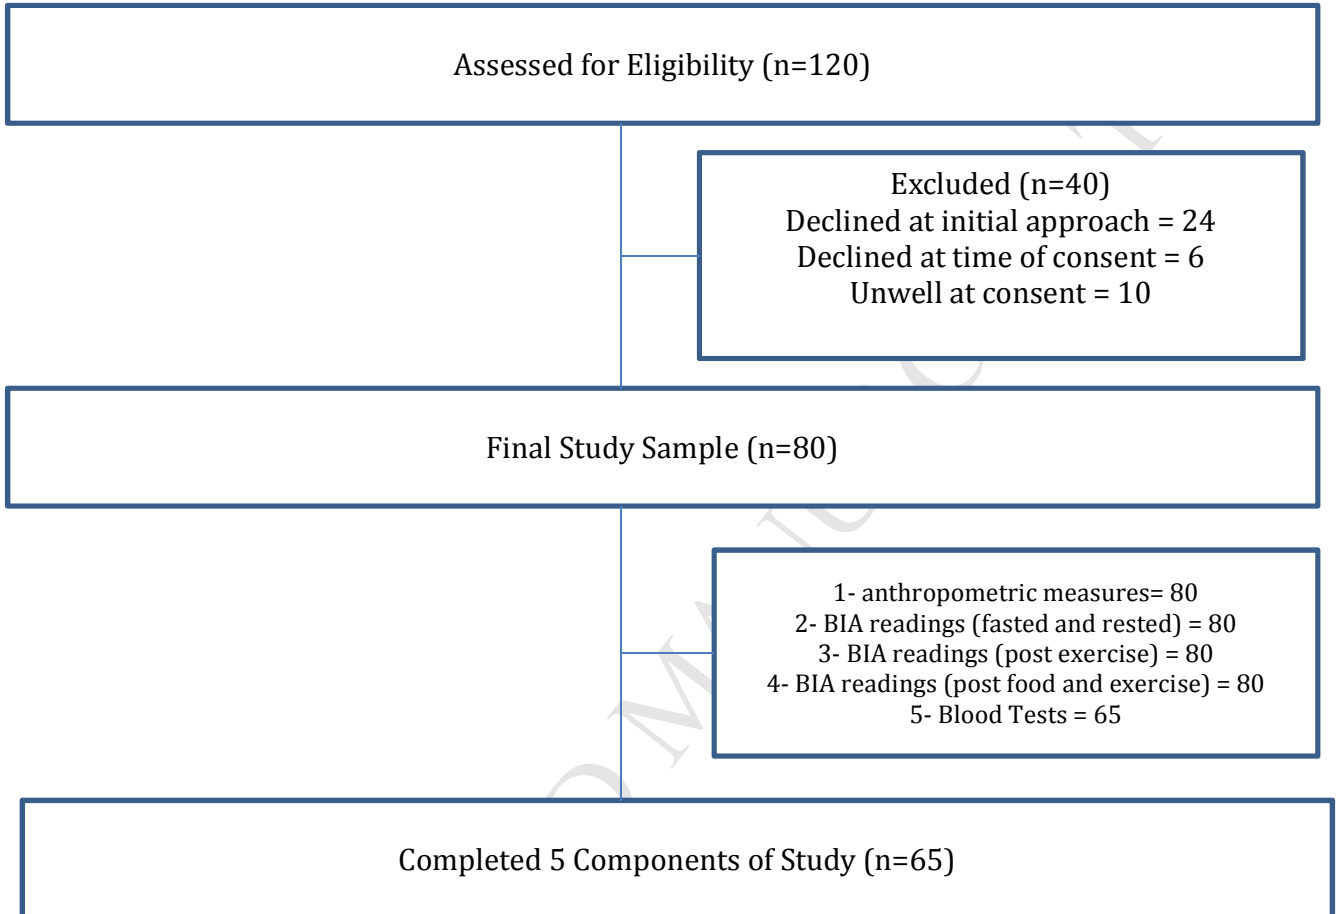 Assessed for Eligibility (n=120)
Excluded (n=40)
Declined at initial approach = 24
Declined at time of consent = 6
Unwell at consent = 10
Final Study Sample (n=80)
1- anthropometric measures= 80
2- BIA readings (fasted and rested) = 80
3- BIA readings (post exercise) = 80
4- BIA readings (post food and exercise) = 80
5- Blood Tests = 65
Completed 5 Components of Study (n=65)